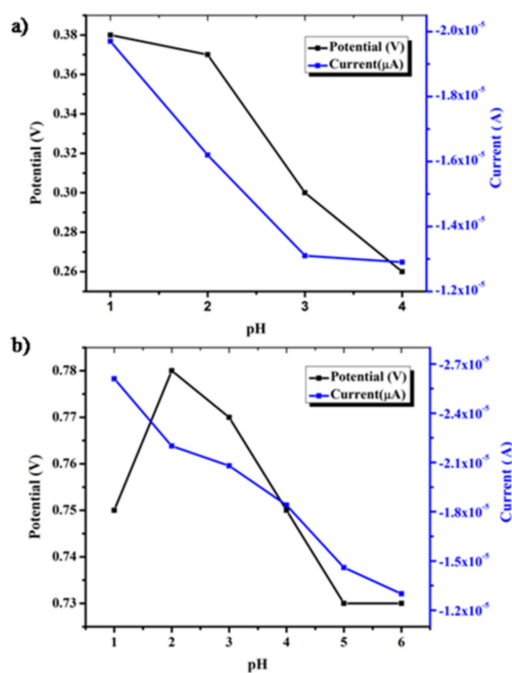 a)
0.38
0.36
0.34
0.32
0.30
0.28
0.26
Potential (V)
1
2
3
4
pH
-2.0x10⁻⁵
-1.8x10⁻⁵
-1.6x10⁻⁵
-1.4x10⁻⁵
-1.2x10⁻⁵
Current (A)
Potential (V)
Current(µA)
b)
0.78
0.77
0.76
0.75
0.74
0.73
Potential (V)
1
2
3
4
5
6
pH
-2.7x10⁻⁵
-2.4x10⁻⁵
-2.1x10⁻⁵
-1.8x10⁻⁵
-1.5x10⁻⁵
-1.2x10⁻⁵
Current (A)
Potential (V)
Current(µA)